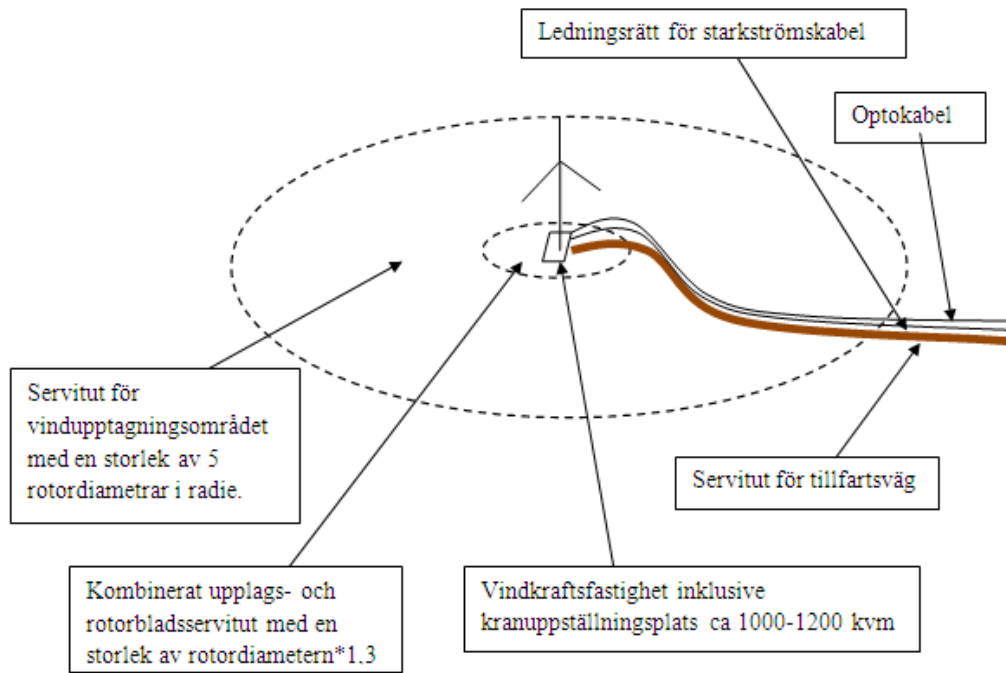 Ledningsrätt för starkströmskabel
Optokabel
Servitut för
vindupptagningsområdet
med en storlek av 5
rotordiametrar i radie.
Servitut för tillfartsväg
Kombinerat upplags- och
rotorbladsservitut med en
storlek av rotordiametern*1,3
Vindkraftsfastighet inklusive
kranuppställningsplats ca 1000-1200 kvm